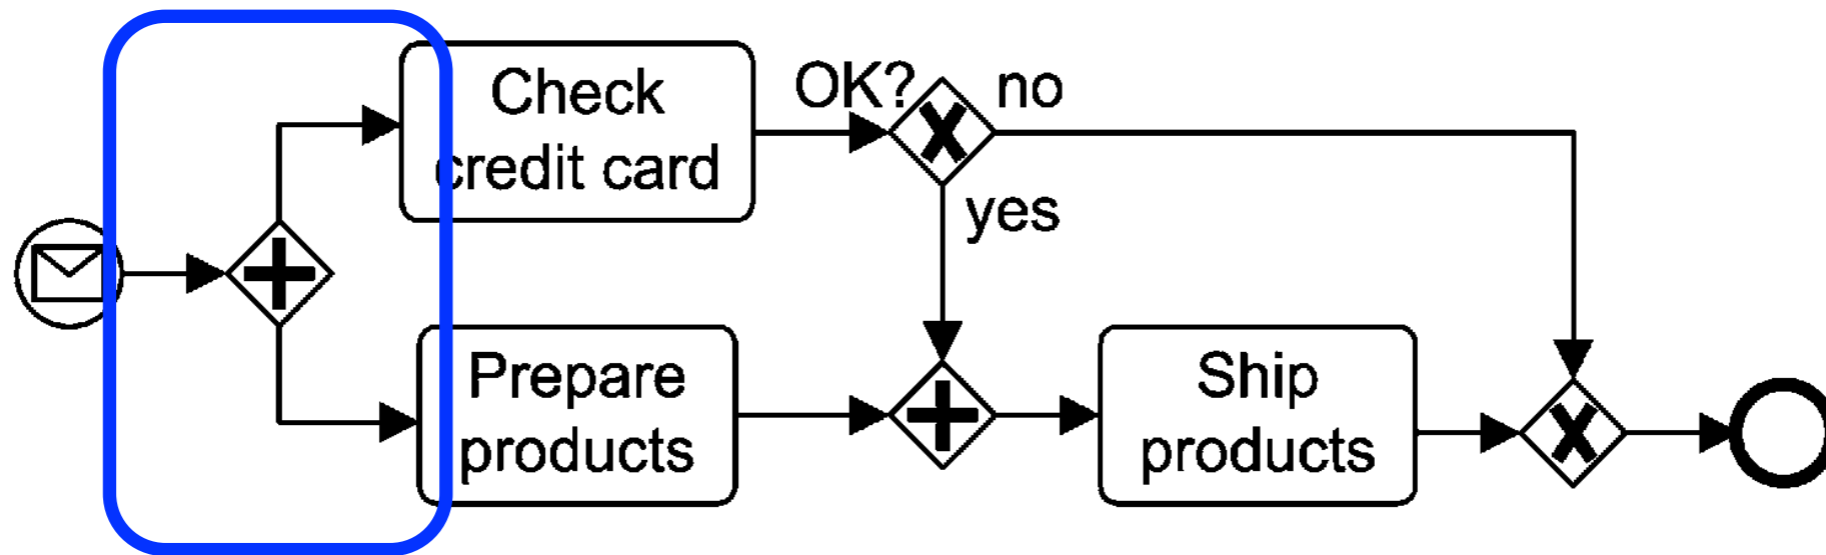 Check
credit card
OK?
no
yes
Prepare
products
Ship
products